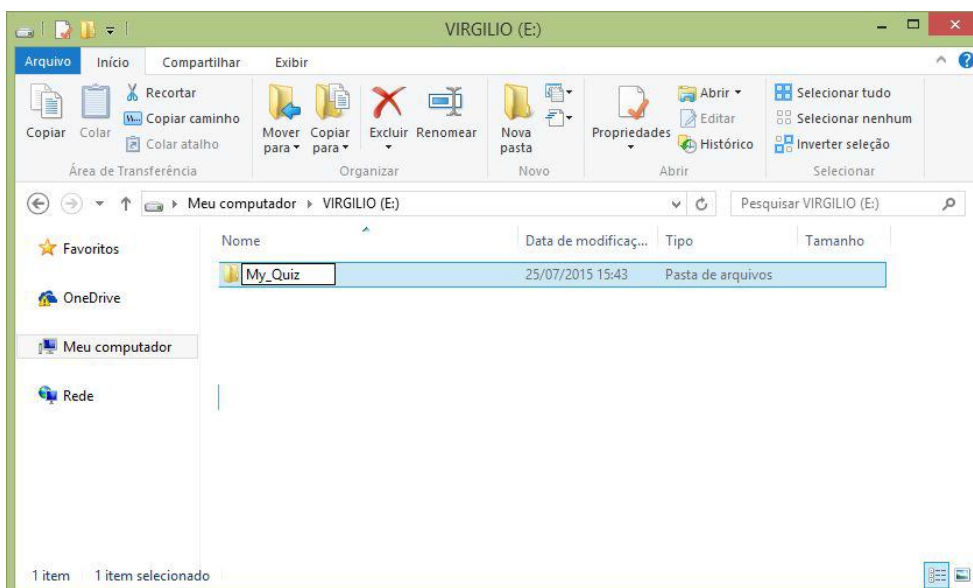 VIRGILIO (E:)
Arquivo Início Compartilhar Exibir
Copiar
Colar
Recortar
Copiar caminho
Colar atalho
Área de Transferência
Mover para
Copiar para
Excluir
Renomear
Organizar
Nova pasta
Novo
Propriedades
Abrir
Editar
Histórico
Abrir
Selecionar tudo
Selecionar nenhum
Inverter seleção
Selecionar
Meu computador VIRGILIO (E:)
Pesquisar VIRGILIO (E:)
Favoritos
OneDrive
Meu computador
Rede
Nome Data de modificaç... Tipo Tamanho
My_Quiz 25/07/2015 15:43 Pasta de arquivos
1 item 1 item selecionado